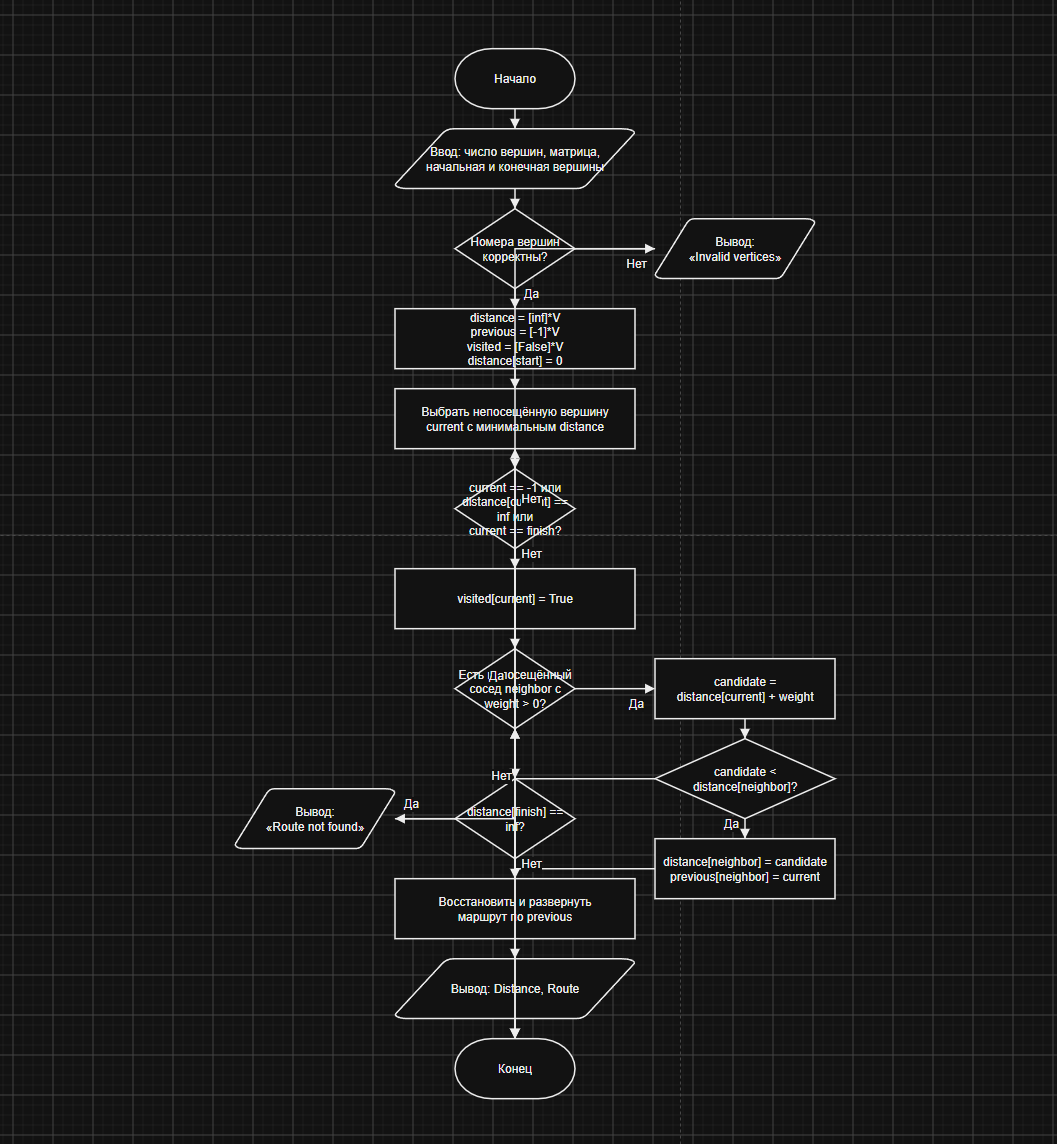 Начало
Ввод: число вершин, матрица,
начальная и конечная вершины
Номера вершин
корректны?
Нет
Вывод:
«Invalid vertices»
Да
distance = [inf]*V
previous = [-1]*V
visited = [False]*V
distance[start] = 0
Выбрать непосещённую вершину
current с минимальным distance
current == -1 или
==
inf или
current == finish?
Нет
Нет
visited[current] = True
Есть
Да
сосед neighbor с
weight > 0?
Да
candidate =
distance[current] + weight
candidate <
distance[neighbor]?
Нет
Да
distance[neighbor] = candidate
previous[neighbor] = current
distance[finish] ==
inf?
Да
Вывод:
«Route not found»
Нет
Восстановить и развернуть
маршрут по previous
Вывод: Distance, Route
Конец